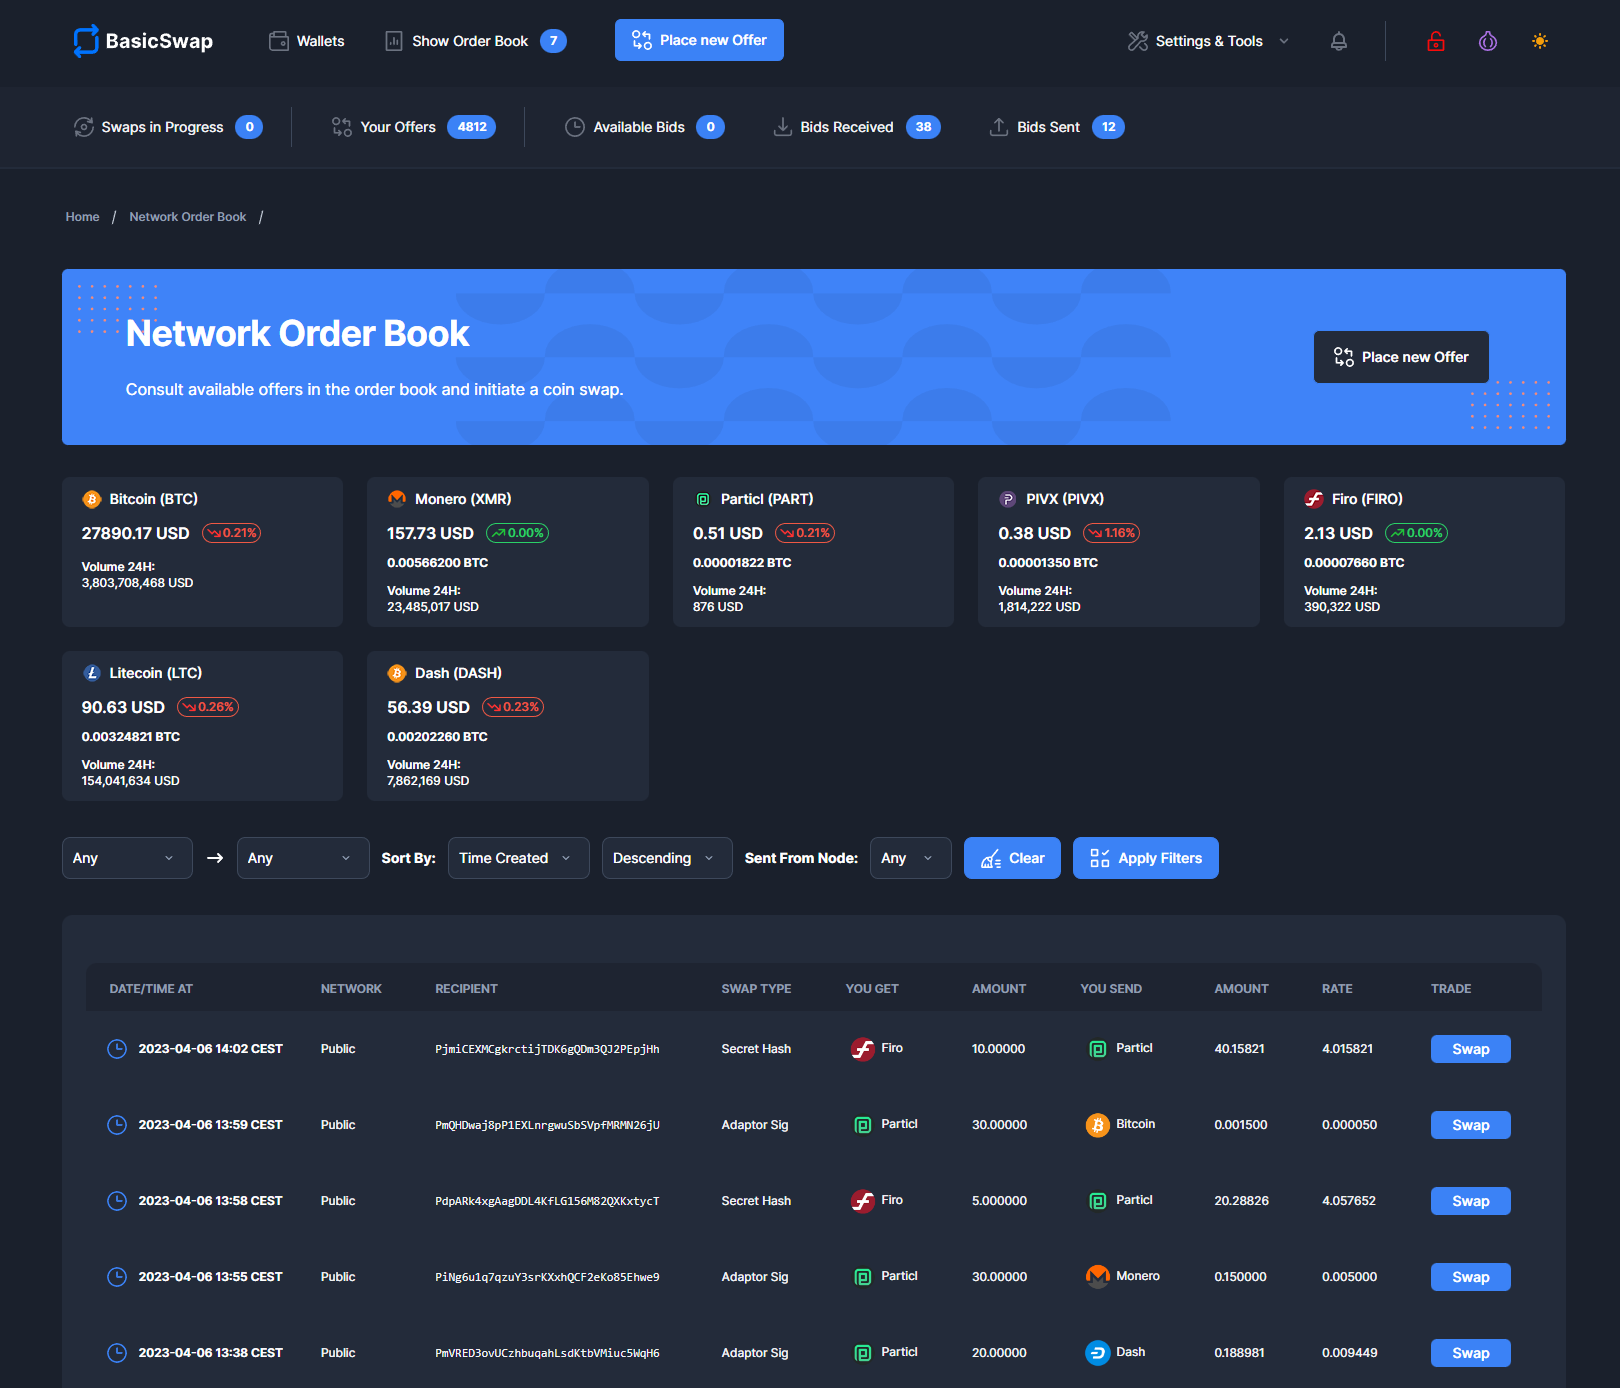 BasicSwap Wallets Show Order Book 7 Place new Offer Settings & Tools
Swaps in Progress 0 Your Offers 4812 Available Bids 0 Bids Received 38 Bids Sent 12
Home / Network Order Book /
Network Order Book
Consult available offers in the order book and initiate a coin swap.
Place new Offer
Bitcoin (BTC)
27890.17 USD 0.21%
Volume 24H:
3,803,708,468 USD
Monero (XMR)
157.73 USD 0.00%
0.00566200 BTC
Volume 24H:
23,485,017 USD
Particl (PART)
0.51 USD 0.21%
0.00001822 BTC
Volume 24H:
876 USD
PIVX (PIVX)
0.38 USD 1.16%
0.00001350 BTC
Volume 24H:
1,814,222 USD
Firo (FIRO)
2.13 USD 0.00%
0.00007660 BTC
Volume 24H:
390,322 USD
Litecoin (LTC)
90.63 USD 0.26%
0.00324821 BTC
Volume 24H:
154,041,634 USD
Dash (DASH)
56.39 USD 0.23%
0.00202260 BTC
Volume 24H:
7,862,169 USD
Any → Any Sort By: Time Created Descending Sent From Node: Any Clear Apply Filters
DATE/TIME AT NETWORK RECIPIENT SWAP TYPE YOU GET AMOUNT YOU SEND AMOUNT RATE TRADE
2023-04-06 14:02 CEST Public PjmiCEXMCgkrctijTDK6gQDm3QJ2PEpjHh Secret Hash Firo 10.00000 Particl 40.15821 4.015821 Swap
2023-04-06 13:59 CEST Public PmQHDwaj8pP1EXLnrgwuSbSVpfMRMN26jU Adaptor Sig Particl 30.00000 Bitcoin 0.001500 0.000050 Swap
2023-04-06 13:58 CEST Public PdpARk4xgAagDDL4KfLG156M82QXKxtycT Secret Hash Firo 5.000000 Particl 20.28826 4.057652 Swap
2023-04-06 13:55 CEST Public PiNg6u1q7qzuY3srKXxhQCF2eKo85Ehwe9 Adaptor Sig Particl 30.00000 Monero 0.150000 0.005000 Swap
2023-04-06 13:38 CEST Public PmVRED3ovUCzhbuqahLsdKtbVMiuc5WqH6 Adaptor Sig Particl 20.00000 Dash 0.188981 0.009449 Swap